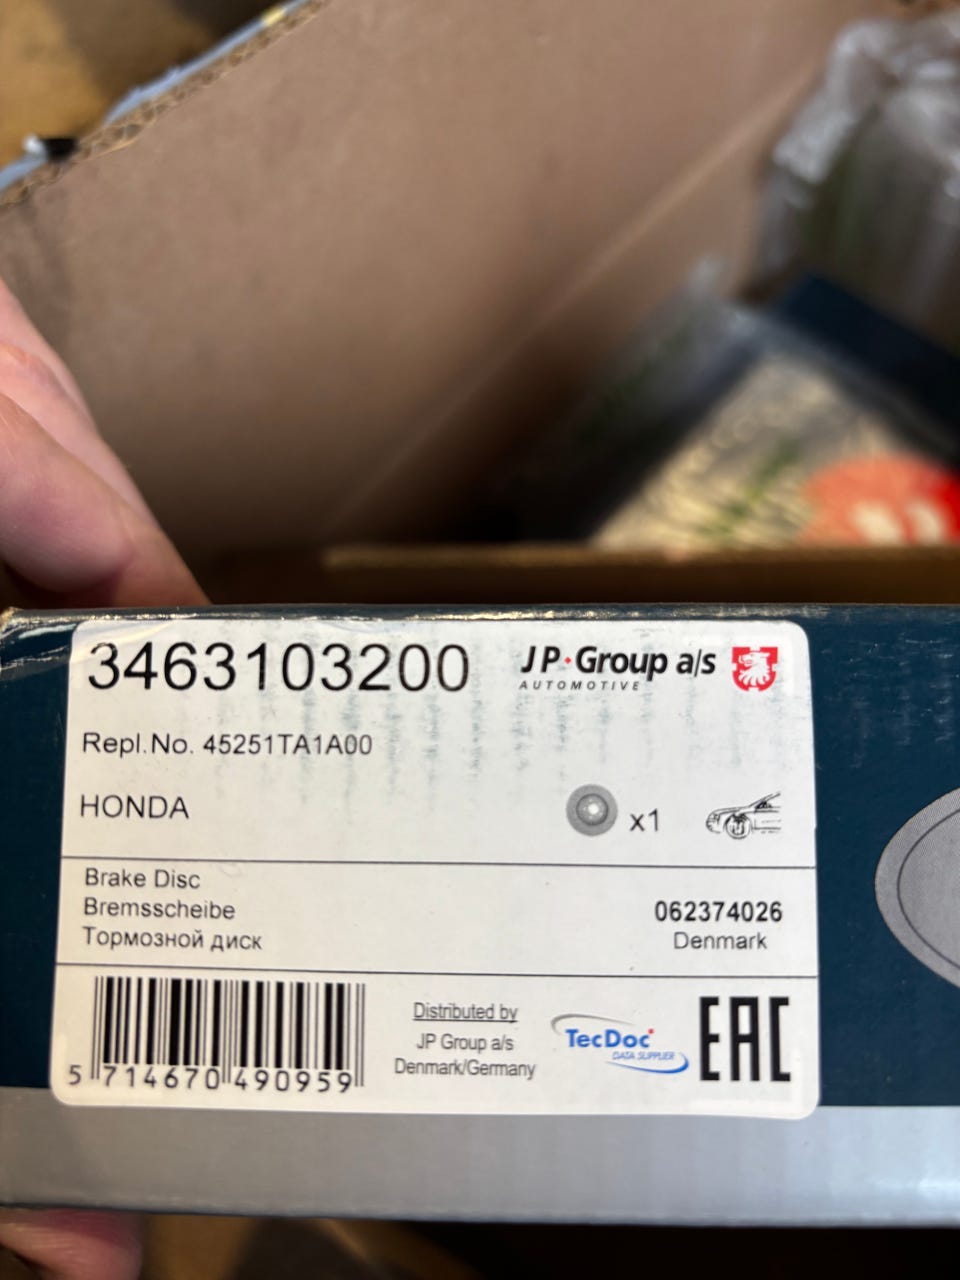 3463103200
JP·Group a/s
AUTOMOTIVE
Repl.No. 45251TA1A00
HONDA
x1
Brake Disc
Bremsscheibe
Тормозной диск
062374026
Denmark
5 714670 490959
Distributed by
JP Group a/s
Denmark/Germany
TecDoc
DATA SUPPLIER
EAC